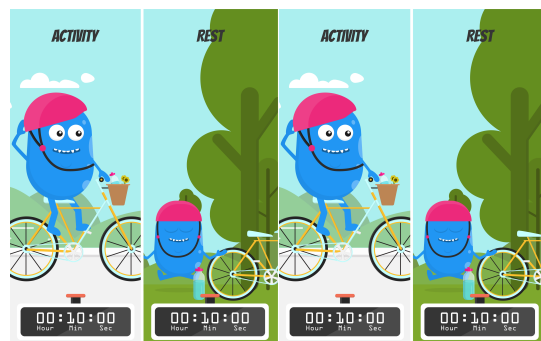 ACTIVITY
REST
ACTIVITY
REST
00:10:00
Hour Min Sec
00:10:00
Hour Min Sec
00:10:00
Hour Min Sec
00:10:00
Hour Min Sec